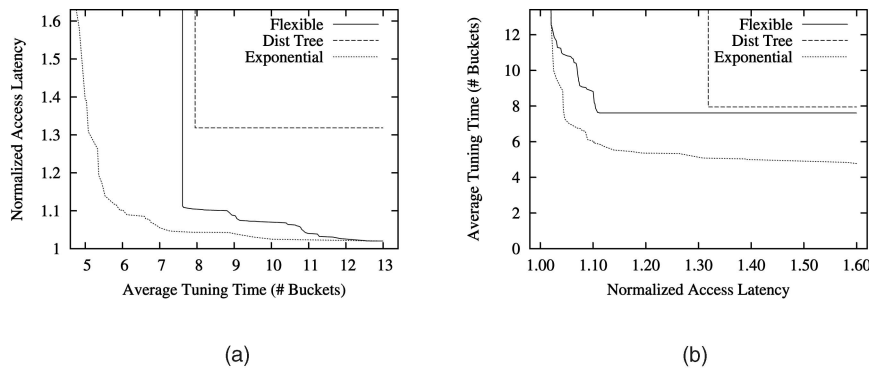 Normalized Access Latency
1.6
1.5
1.4
1.3
1.2
1.1
1
Flexible
Dist Tree
Exponential
5 6 7 8 9 10 11 12 13
Average Tuning Time (# Buckets)
(a)
Average Tuning Time (# Buckets)
12
10
8
6
4
2
0
Flexible
Dist Tree
Exponential
1.00 1.10 1.20 1.30 1.40 1.50 1.60
Normalized Access Latency
(b)